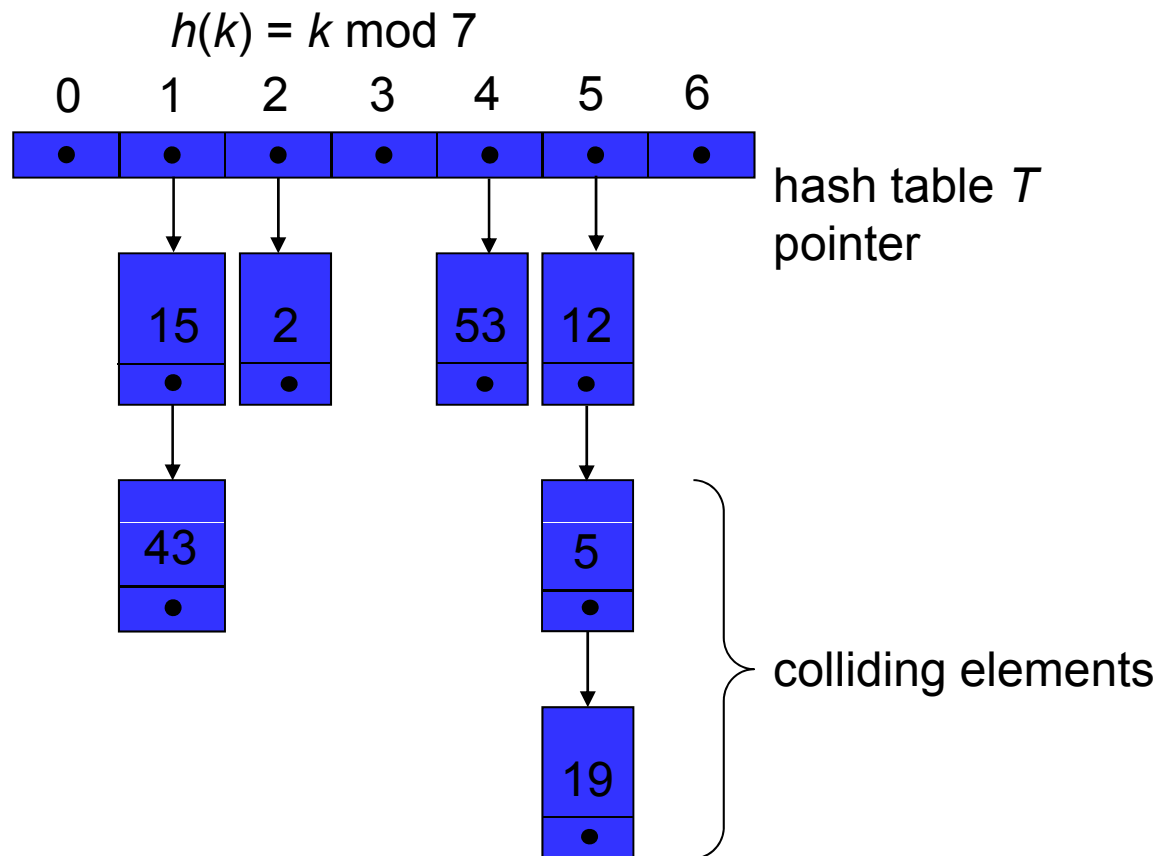 h(k) = k mod 7
0 1 2 3 4 5 6
hash table T
pointer
15 2 53 12
43 5
colliding elements
19